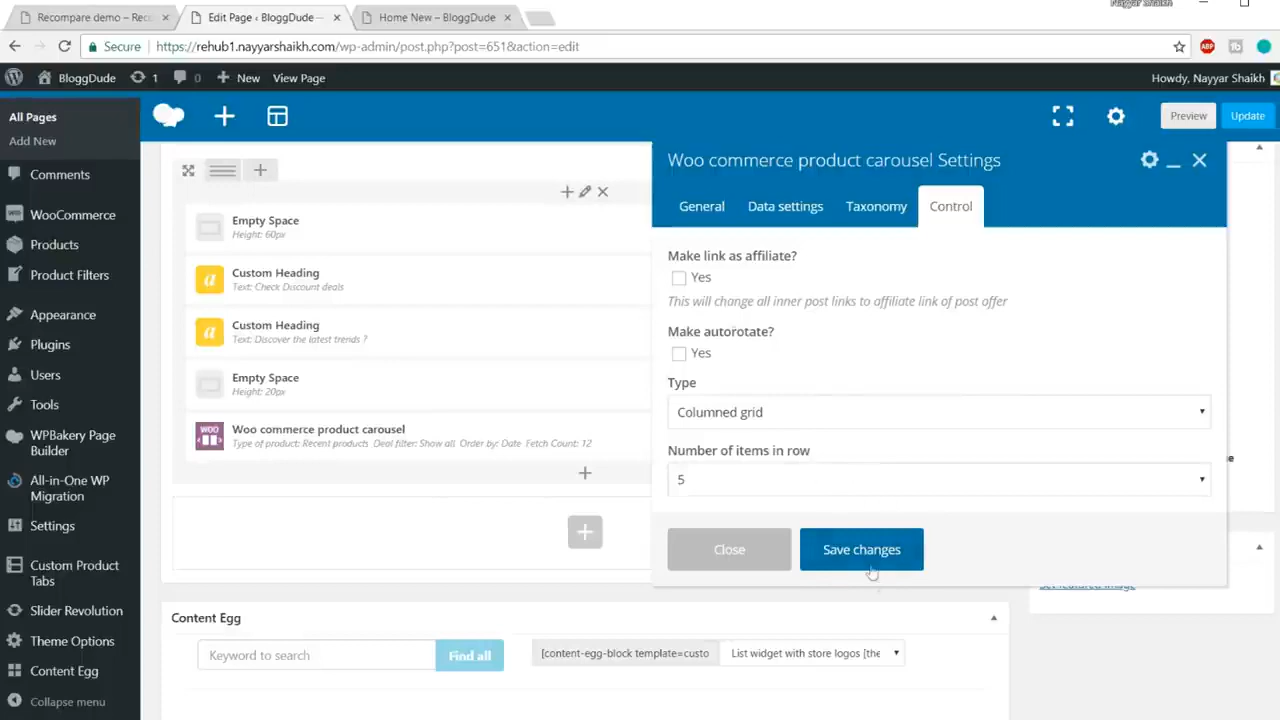 Nayyar Shaikh
Recompare demo – Reco
Edit Page ‹ BloggDude —
Home New – BloggDude
Secure
https://rehub1.nayyarshaikh.com/wp-admin/post.php?post=651&action=edit
ABP
BloggDude
1
0
New
View Page
Howdy, Nayyar Shaikh
All Pages
Add New
Comments
WooCommerce
Products
Product Filters
Appearance
Plugins
Users
Tools
WPBakery Page
Builder
All-in-One WP
Migration
Settings
Custom Product
Tabs
Slider Revolution
Theme Options
Content Egg
Collapse menu
Preview
Update
Empty Space
Height: 60px
a
Custom Heading
Text: Check Discount deals
a
Custom Heading
Text: Discover the latest trends ?
Empty Space
Height: 20px
WOO
Woo commerce product carousel
Type of product: Recent products Deal filter: Show all Order by: Date Fetch Count: 12
Woo commerce product carousel Settings
General
Data settings
Taxonomy
Control
Make link as affiliate?
Yes
This will change all inner post links to affiliate link of post offer
Make autorotate?
Yes
Type
Columned grid
Number of items in row
5
Close
Save changes
Set featured image
Content Egg
Keyword to search
Find all
[content-egg-block template=custo
List widget with store logos [the